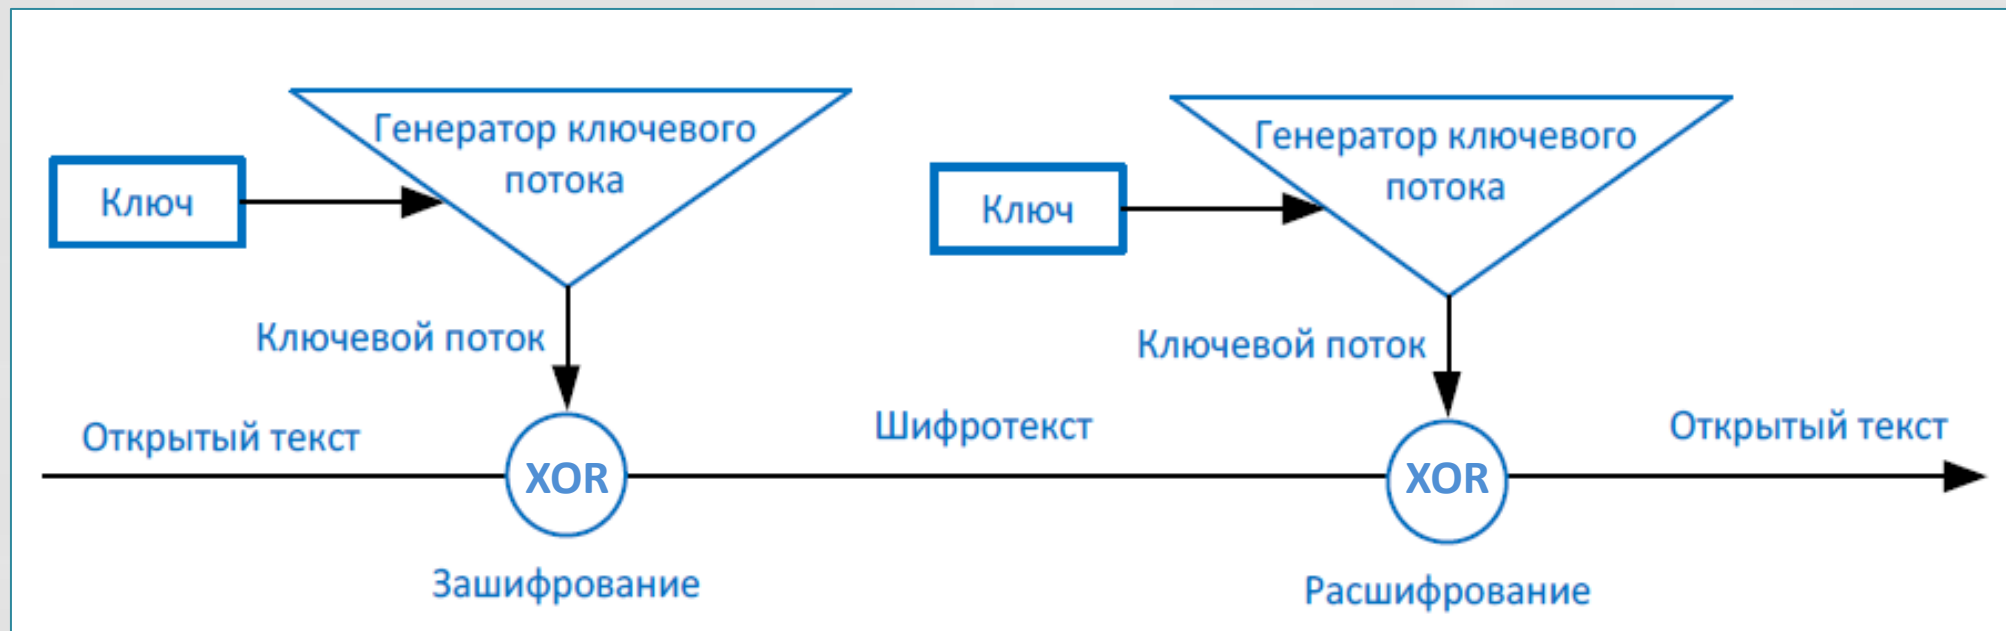 Генератор ключевого
потока
Ключ
Ключевой поток
Открытый текст
XOR
Зашифрование
Шифротекст
Генератор ключевого
потока
Ключ
Ключевой поток
XOR
Расшифрование
Открытый текст